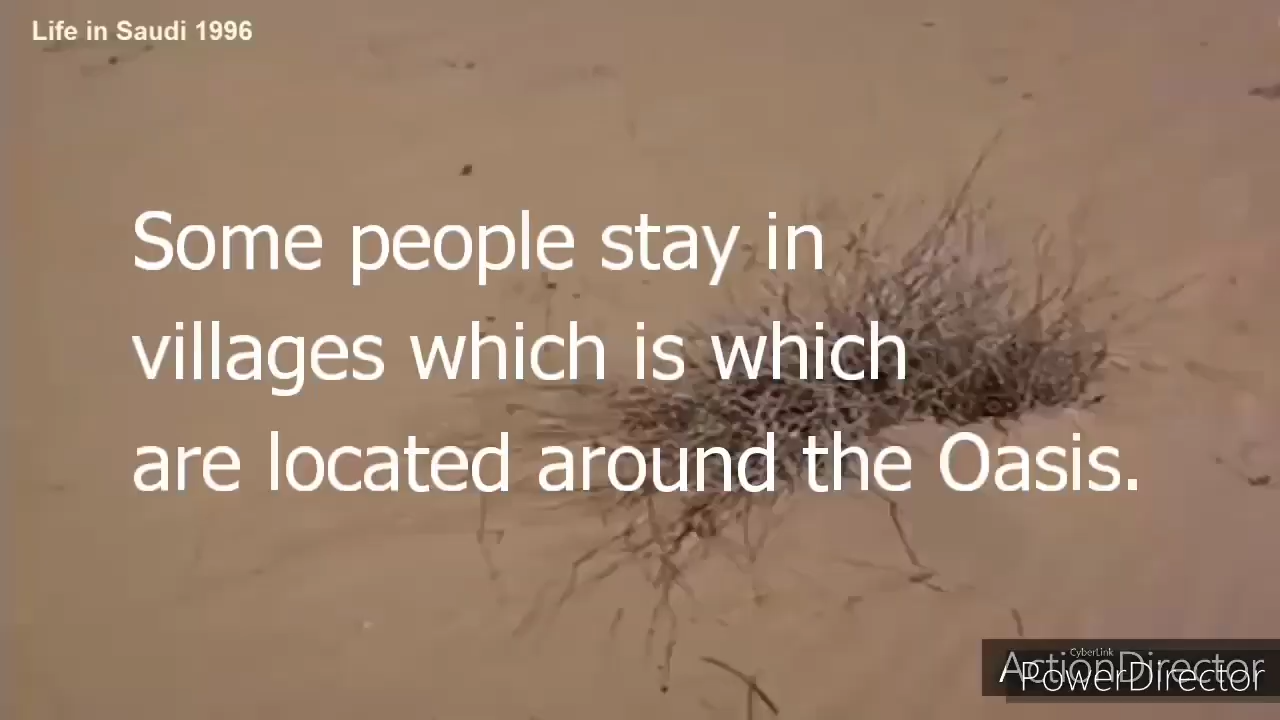 Life in Saudi 1996
Some people stay in
villages which is which
are located around the Oasis.
CyberLink
ActionDirector
PowerDirector